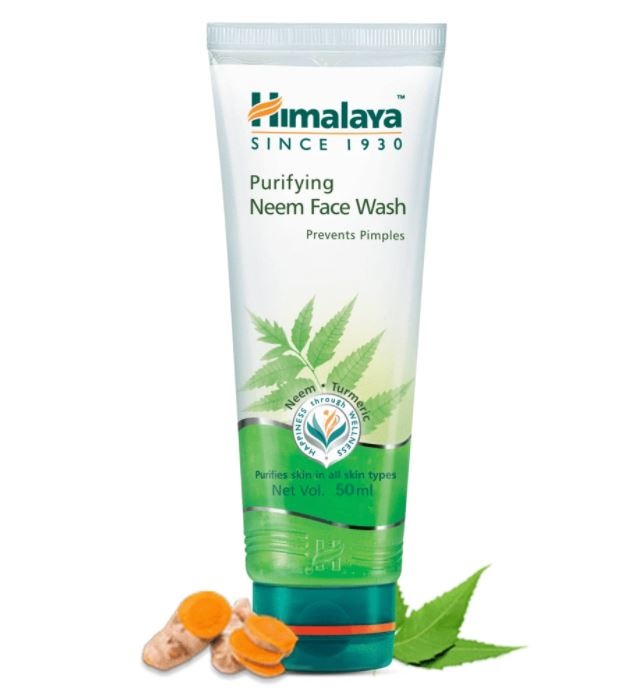 Himalaya™
SINCE 1930
Purifying
Neem Face Wash
Prevents Pimples
Neem • Turmeric
HAPPINESS through WELLNESS
Purifies skin in all skin types
Net Vol. 50ml
H